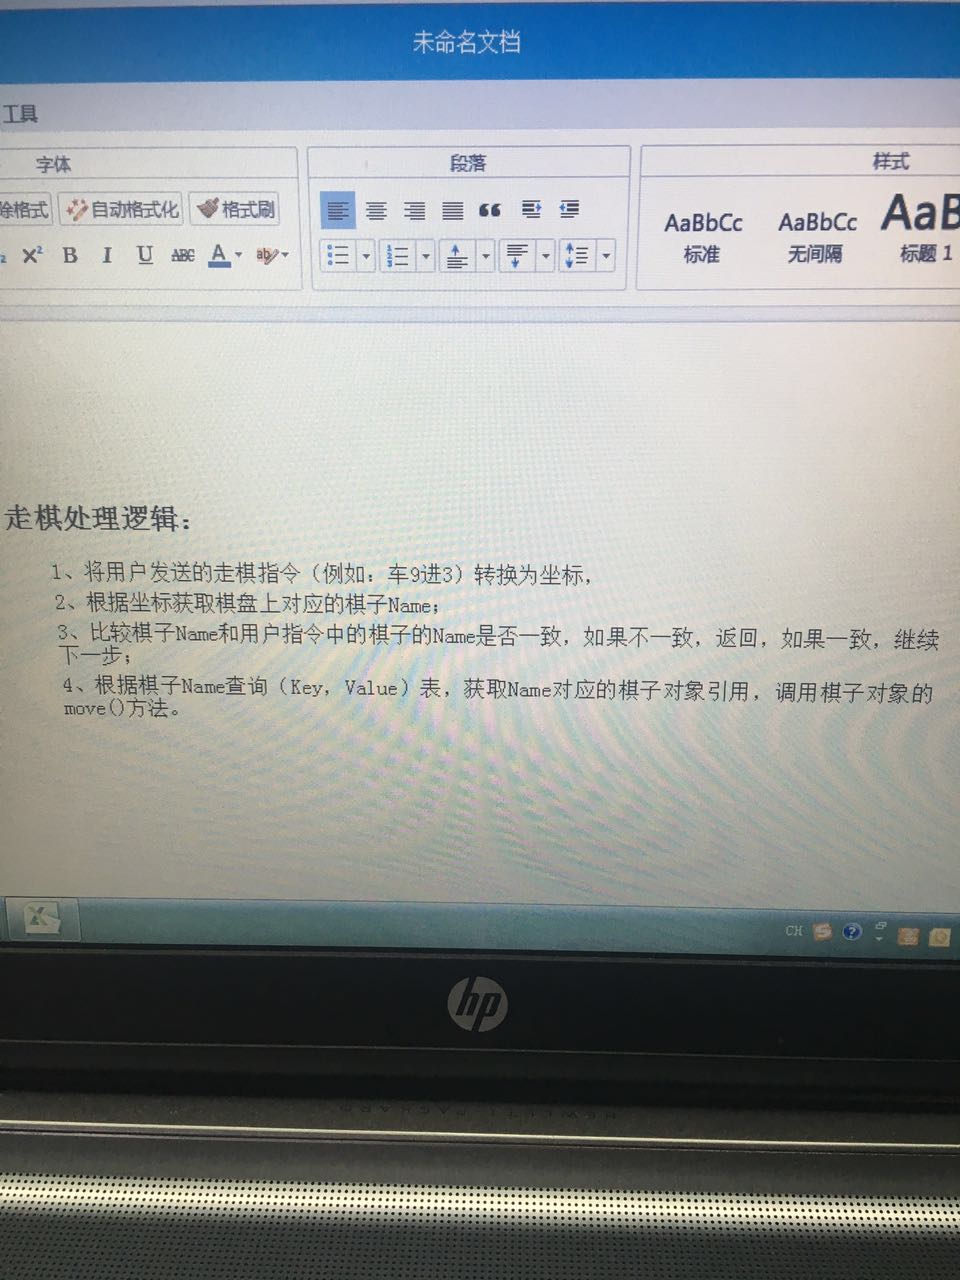 未命名文档
工具
字体
段落
样式
除格式 自动格式化 格式刷
AaBbCc AaBbCc AaB
标准 无间隔 标题 1
X² B I U ABC A ab
走棋处理逻辑:
1、将用户发送的走棋指令(例如:车9进3)转换为坐标,
2、根据坐标获取棋盘上对应的棋子Name;
3、比较棋子Name和用户指令中的棋子的Name是否一致,如果不一致,返回,如果一致,继续
下一步;
4、根据棋子Name查询(Key,Value)表,获取Name对应的棋子对象引用,调用棋子对象的
move()方法。
CH
hp